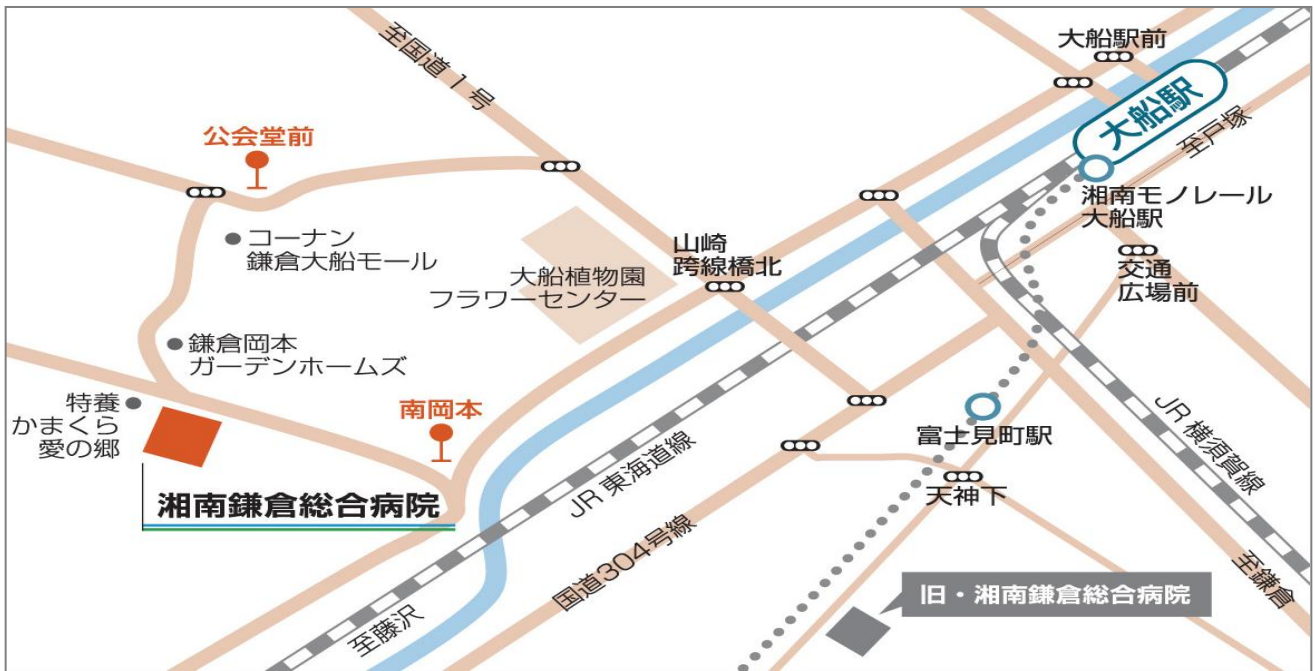 至国道1号
大船駅前
大船駅
至戸塚
公会堂前
湘南モノレール
大船駅
コーナン
鎌倉大船モール
山崎
跨線橋北
交通
広場前
大船植物園
フラワーセンター
鎌倉岡本
ガーデンホームズ
特養
かまくら
愛の郷
南岡本
富士見町駅
JR横須賀線
JR東海道線
湘南鎌倉総合病院
天神下
国道304号線
至鎌倉
旧・湘南鎌倉総合病院
至藤沢